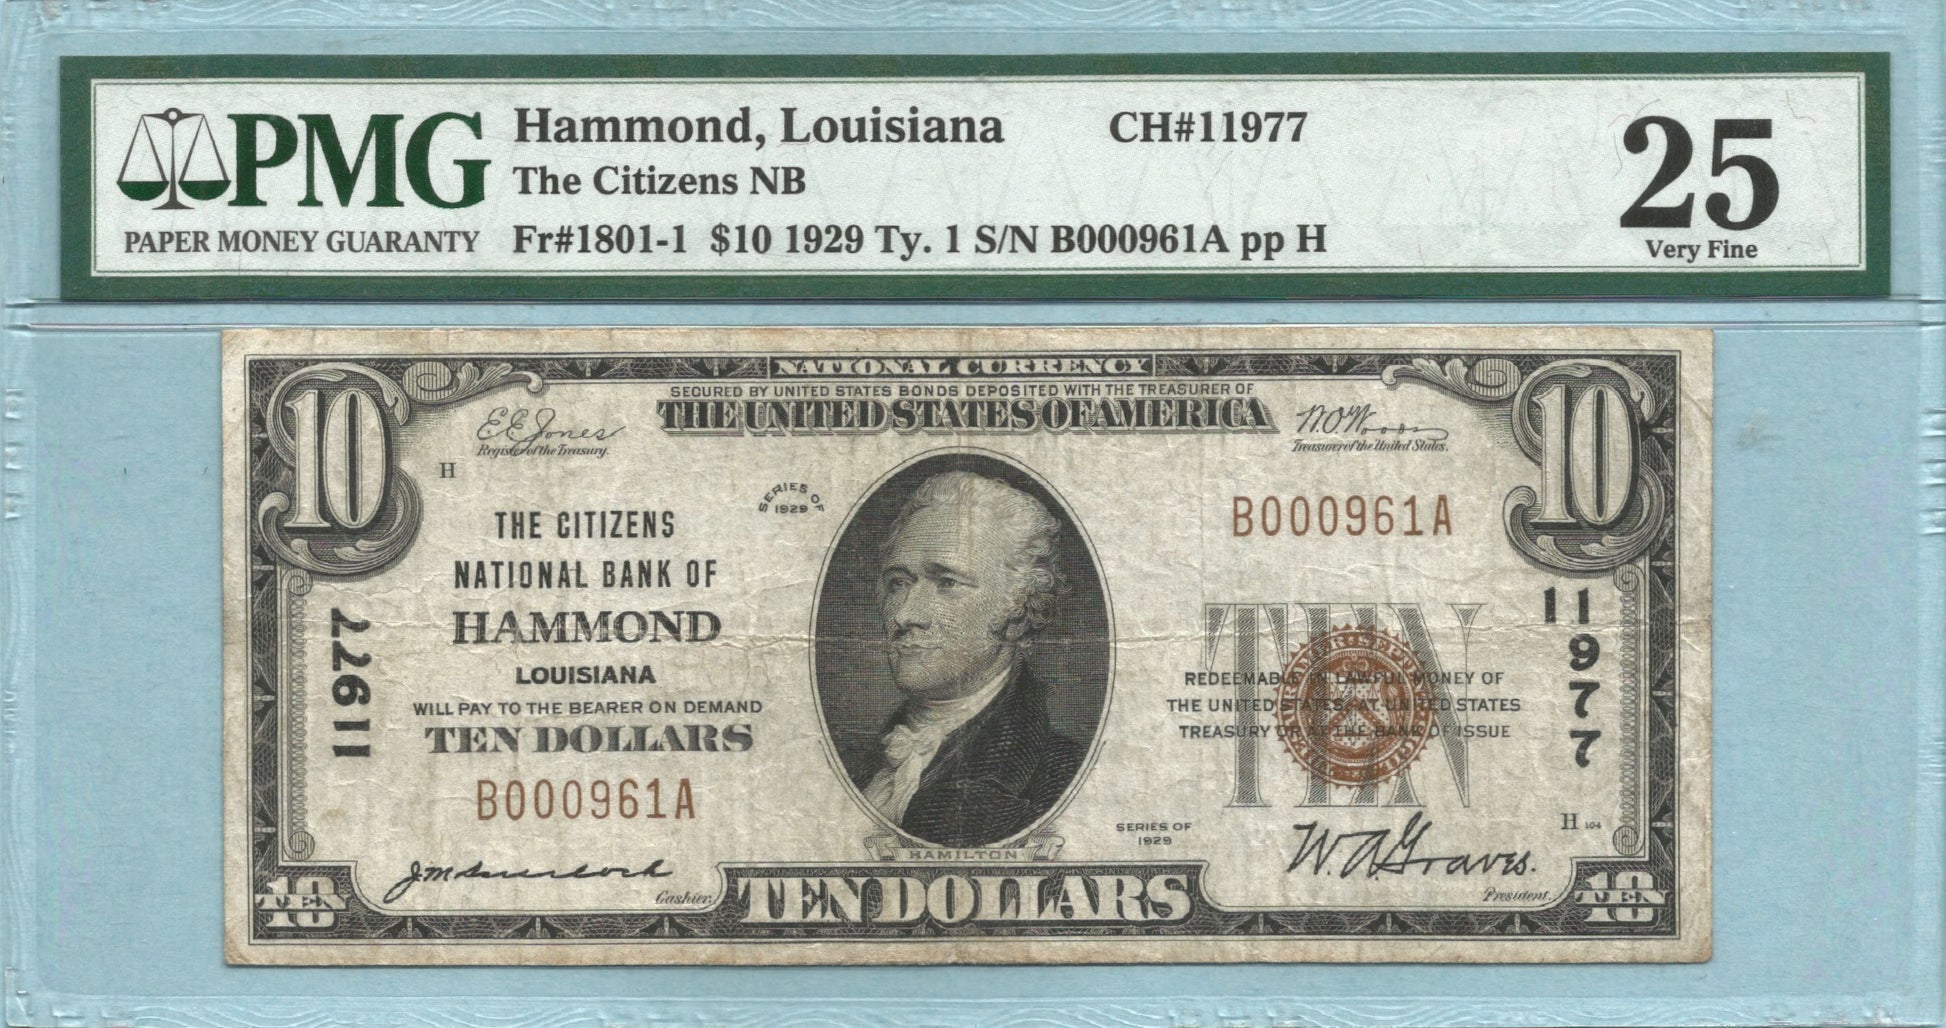 PMG
PAPER MONEY GUARANTY
Hammond, Louisiana CH#11977
The Citizens NB
Fr#1801-1 $10 1929 Ty. 1 S/N B000961A pp H
25
Very Fine
NATIONAL CURRENCY
SECURED BY UNITED STATES BONDS DEPOSITED WITH THE TREASURER OF
THE UNITED STATES OF AMERICA
10
10
E.E. Jones
Register of the Treasury.
W.O. Woods
Treasurer of the United States.
H
SERIES OF
1929
B000961A
THE CITIZENS
NATIONAL BANK OF
HAMMOND
LOUISIANA
WILL PAY TO THE BEARER ON DEMAND
TEN DOLLARS
B000961A
11977
11977
TEN
REDEEMABLE IN LAWFUL MONEY OF
THE UNITED STATES AT UNITED STATES
TREASURY OR AT THE BANK OF ISSUE
SERIES OF
1929
H 104
HAMILTON
Cashier.
W.A. Graves.
President.
10
TEN
TEN DOLLARS
10
TEN